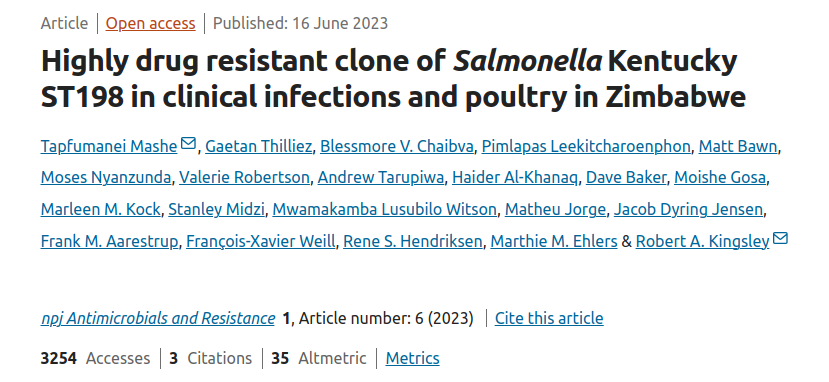 Article | Open access | Published: 16 June 2023
Highly drug resistant clone of Salmonella Kentucky
ST198 in clinical infections and poultry in Zimbabwe
Tapfumanei Mashe, Gaetan Thilliez, Blessmore V. Chaibva, Pimlapas Leekitcharoenphon, Matt Bawn,
Moses Nyanzunda, Valerie Robertson, Andrew Tarupiwa, Haider Al-Khanaq, Dave Baker, Moishe Gosa,
Marleen M. Kock, Stanley Midzi, Mwamakamba Lusubilo Witson, Matheu Jorge, Jacob Dyring Jensen,
Frank M. Aarestrup, François-Xavier Weill, Rene S. Hendriksen, Marthie M. Ehlers & Robert A. Kingsley
npj Antimicrobials and Resistance 1, Article number: 6 (2023) | Cite this article
3254 Accesses | 3 Citations | 35 Altmetric | Metrics